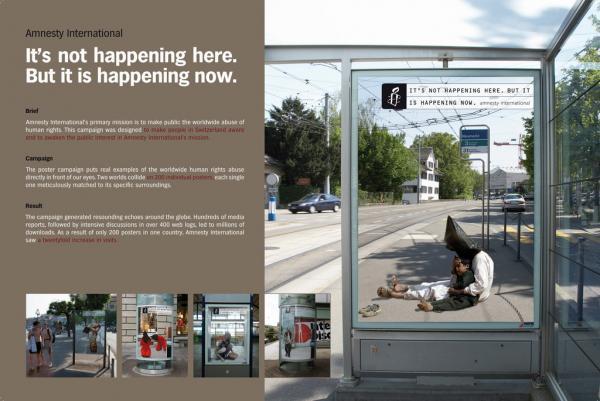 Amnesty International
It's not happening here.
But it is happening now.
Brief
Amnesty International's primary mission is to make public the worldwide abuse of
human rights. This campaign was designed to make people in Switzerland aware
and to awaken the public interest in Amnesty International's mission.
Campaign
The poster campaign puts real examples of the worldwide human rights abuse
directly in front of our eyes. Two worlds collide on 200 individual posters, each single
one meticulously matched to its specific surroundings.
Result
The campaign generated resounding echoes around the globe. Hundreds of media
reports, followed by intensive discussions in over 400 web logs, led to millions of
downloads. As a result of only 200 posters in one country, Amnesty International
saw a twentyfold increase in visits.
IT'S NOT HAPPENING HERE. BUT IT
IS HAPPENING NOW. amnesty international